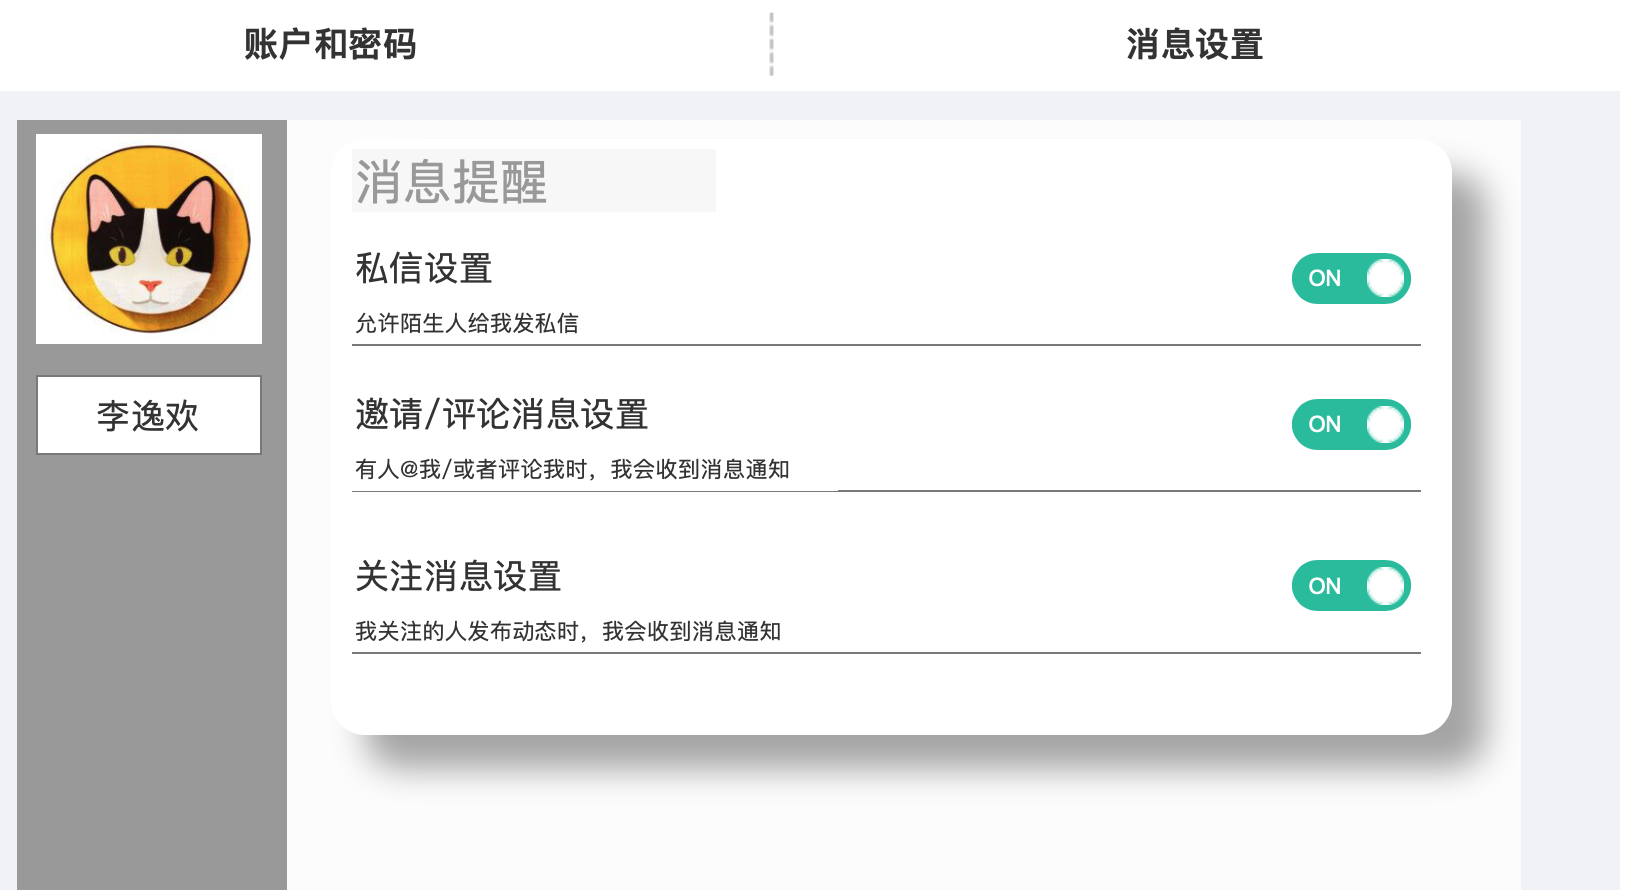 账户和密码
消息设置
李逸欢
消息提醒
私信设置
ON
允许陌生人给我发私信
邀请/评论消息设置
ON
有人@我/或者评论我时，我会收到消息通知
关注消息设置
ON
我关注的人发布动态时，我会收到消息通知